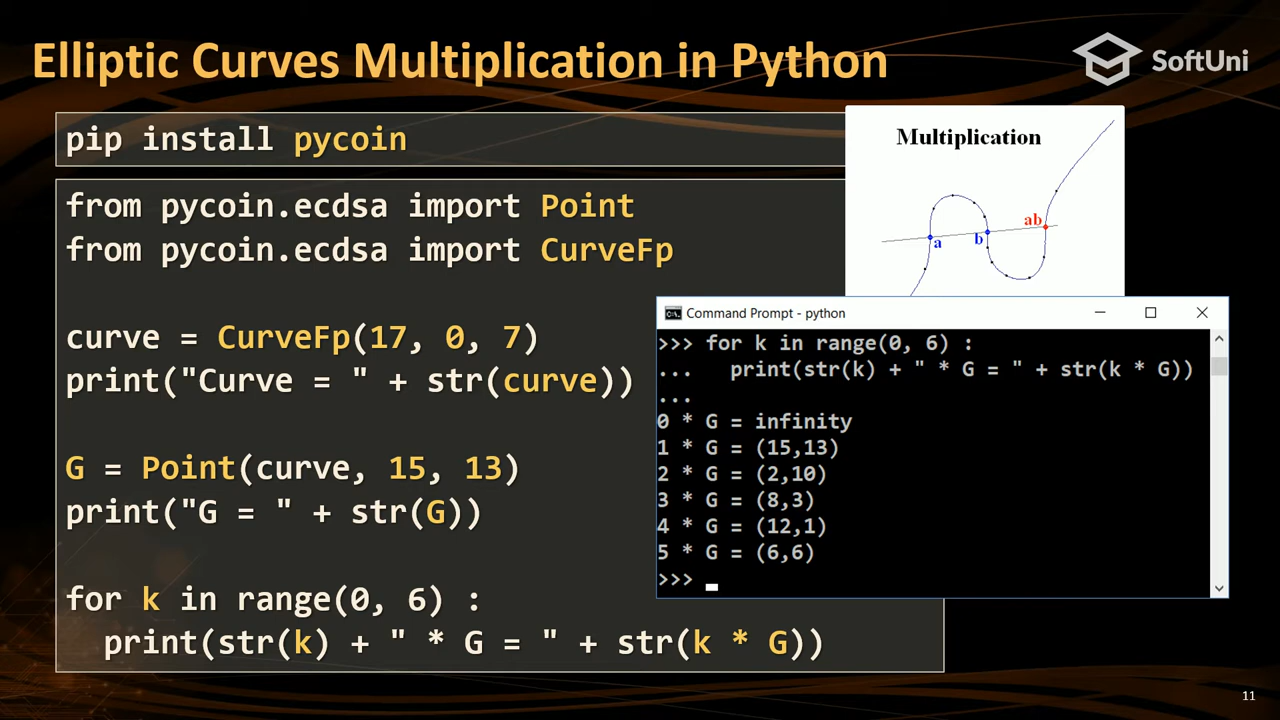 Elliptic Curves Multiplication in Python
SoftUni
pip install pycoin
from pycoin.ecdsa import Point
from pycoin.ecdsa import CurveFp
curve = CurveFp(17, 0, 7)
print("Curve = " + str(curve))
G = Point(curve, 15, 13)
print("G = " + str(G))
for k in range(0, 6) :
print(str(k) + " * G = " + str(k * G))
Multiplication
a
b
ab
Command Prompt - python
>>> for k in range(0, 6) :
...   print(str(k) + " * G = " + str(k * G))
...
0 * G = infinity
1 * G = (15,13)
2 * G = (2,10)
3 * G = (8,3)
4 * G = (12,1)
5 * G = (6,6)
>>>
11